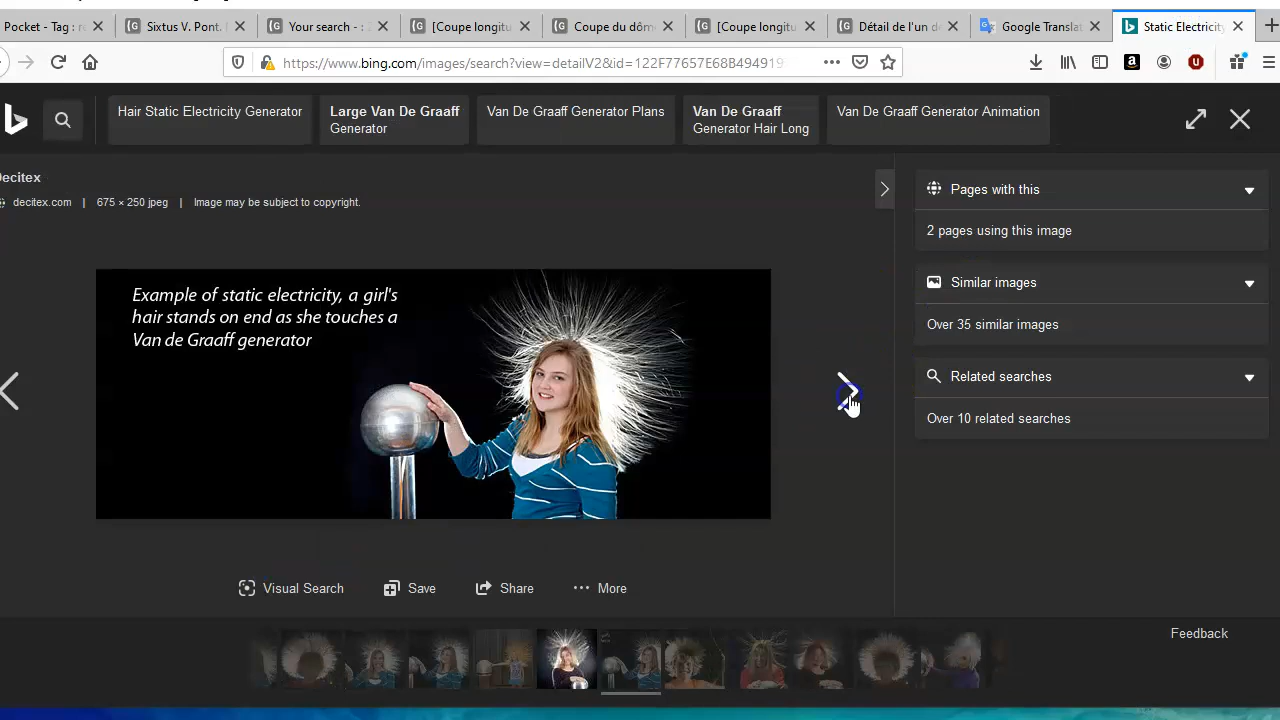 Pocket - Tag : r
Sixtus V. Pont.
Your search - :
[Coupe longitu
Coupe du dôm
[Coupe longitu
Détail de l'un d
Google Translat
Static Electricity
https://www.bing.com/images/search?view=detailV2&id=122F77657E68B494919
Hair Static Electricity Generator
Large Van De Graaff
Generator
Van De Graaff Generator Plans
Van De Graaff
Generator Hair Long
Van De Graaff Generator Animation
Decitex
decitex.com | 675 × 250 jpeg | Image may be subject to copyright.
Example of static electricity, a girl's
hair stands on end as she touches a
Van de Graaff generator
Visual Search
Save
Share
More
Pages with this
2 pages using this image
Similar images
Over 35 similar images
Related searches
Over 10 related searches
Feedback